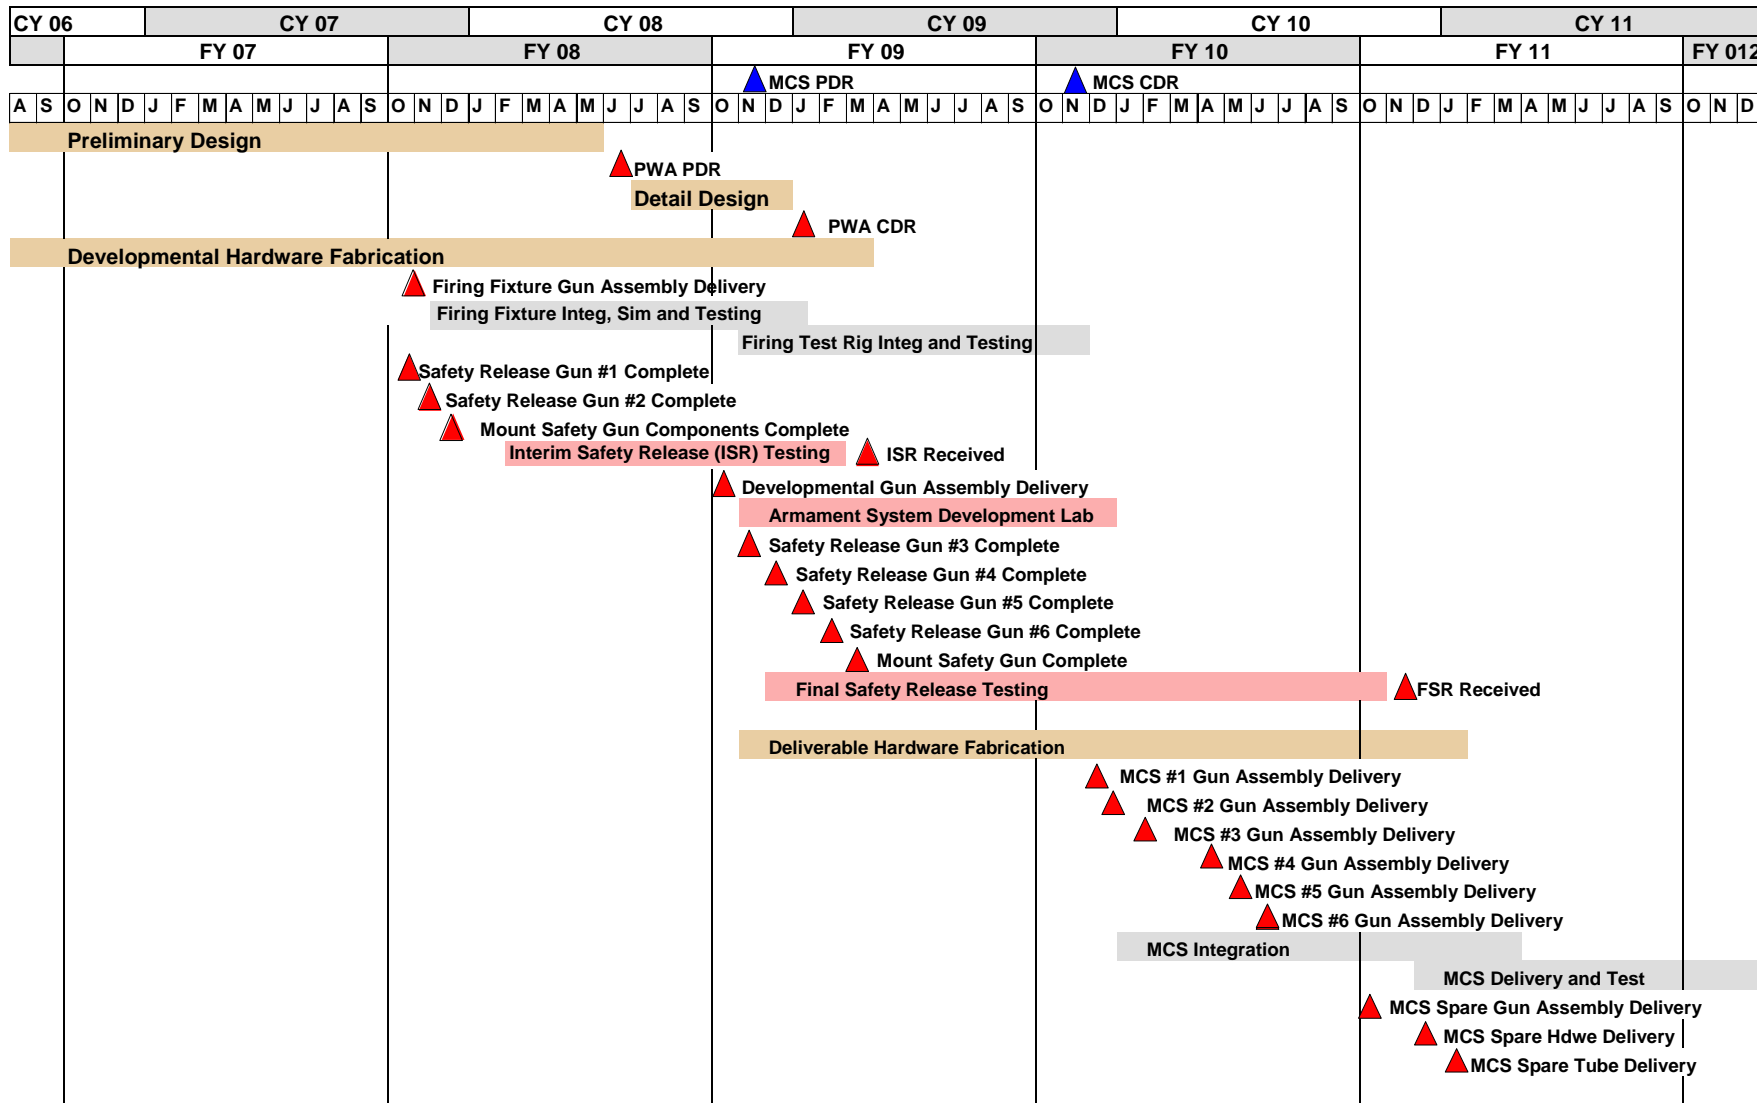 CY 06 CY 07 CY 08 CY 09 CY 10 CY 11
FY 07 FY 08 FY 09 FY 10 FY 11 FY 012
MCS PDR MCS CDR
A S O N D J F M A M J J A S O N D J F M A M J J A S O N D J F M A M J J A S O N D J F M A M J J A S O N D J F M A M J J A S O N D
Preliminary Design
PWA PDR
Detail Design
PWA CDR
Developmental Hardware Fabrication
Firing Fixture Gun Assembly Delivery
Firing Fixture Integ, Sim and Testing
Firing Test Rig Integ and Testing
Safety Release Gun #1 Complete
Safety Release Gun #2 Complete
Mount Safety Gun Components Complete
Interim Safety Release (ISR) Testing ISR Received
Developmental Gun Assembly Delivery
Armament System Development Lab
Safety Release Gun #3 Complete
Safety Release Gun #4 Complete
Safety Release Gun #5 Complete
Safety Release Gun #6 Complete
Mount Safety Gun Complete
Final Safety Release Testing FSR Received
Deliverable Hardware Fabrication
MCS #1 Gun Assembly Delivery
MCS #2 Gun Assembly Delivery
MCS #3 Gun Assembly Delivery
MCS #4 Gun Assembly Delivery
MCS #5 Gun Assembly Delivery
MCS #6 Gun Assembly Delivery
MCS Integration
MCS Delivery and Test
MCS Spare Gun Assembly Delivery
MCS Spare Hdwe Delivery
MCS Spare Tube Delivery